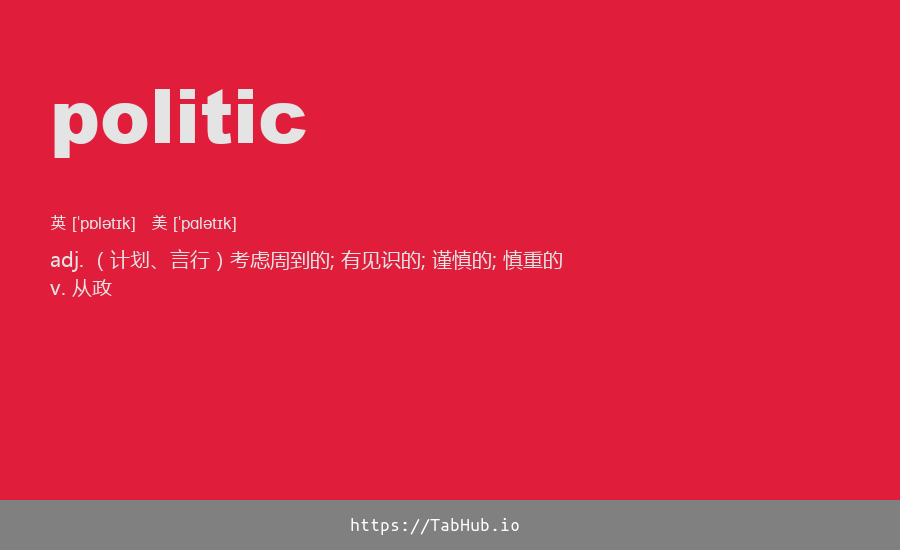 politic
英 [ˈpɒlətɪk] 美 [ˈpɑlətɪk]
adj. ( 计划、言行 ) 考虑周到的; 有见识的; 谨慎的; 慎重的
v. 从政
https://TabHub.io